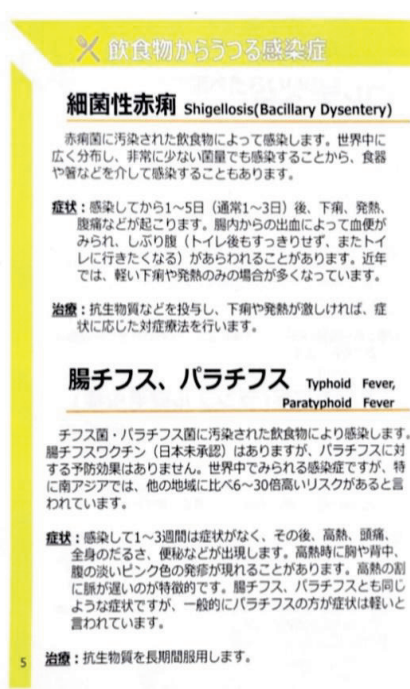 飲食物からうつる感染症
細菌性赤痢 Shigellosis(Bacillary Dysentery)
赤痢菌に汚染された飲食物によって感染します。世界中に
広く分布し、非常に少ない菌量でも感染することから、食器
や箸などを介して感染することもあります。
症状：感染してから1～5日（通常1～3日）後、下痢、発熱、
腹痛などが起こります。腸内からの出血によって血便が
みられ、しぶり腹（トイレ後もすっきりせず、またトイ
レに行きたくなる）があらわれることがあります。近年
では、軽い下痢や発熱のみの場合が多くなっています。
治療：抗生物質などを投与し、下痢や発熱が激しければ、症
状に応じた対症療法を行います。
腸チフス、パラチフス Typhoid Fever,
Paratyphoid Fever
チフス菌・パラチフス菌に汚染された飲食物により感染します。
腸チフスワクチン（日本未承認）はありますが、パラチフスに対
する予防効果はありません。世界中でみられる感染症ですが、特
に南アジアでは、他の地域に比べ6～30倍高いリスクがあると言
われています。
症状：感染して1～3週間は症状がなく、その後、高熱、頭痛、
全身のだるさ、便秘などが出現します。高熱時に胸や背中、
腹の淡いピンク色の発疹が現れることがあります。高熱の割
に脈が遅いのが特徴的です。腸チフス、パラチフスとも同じ
ような症状ですが、一般的にパラチフスの方が症状は軽いと
言われています。
治療：抗生物質を長期間服用します。
5